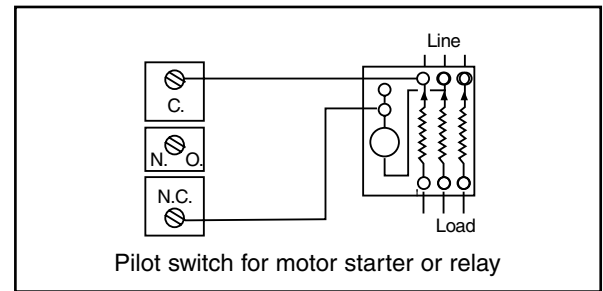 Line
C.
N. O.
N.C.
Load
Pilot switch for motor starter or relay